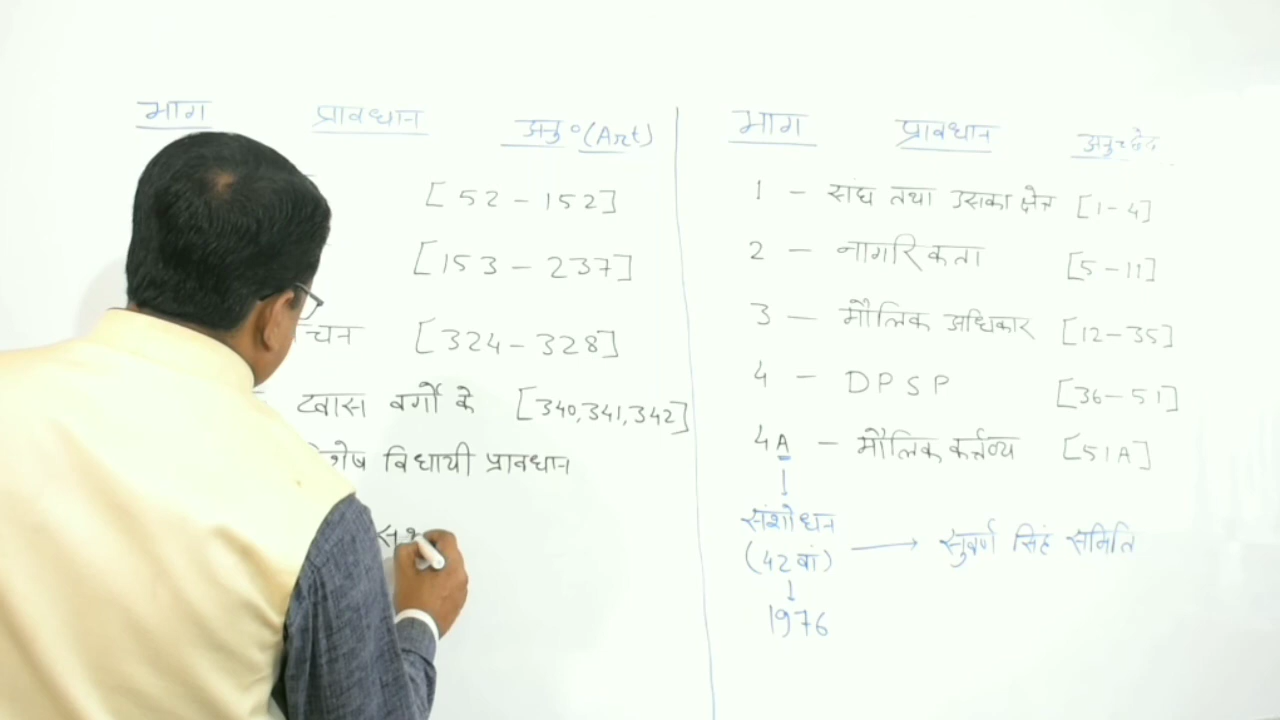 भाग प्रावधान अनु०(Art)
[52-152]
[153-237]
[324-328]
खास वर्गों के [340,341,342]
विधायी प्रावधान
भाग प्रावधान अनुच्छेद
1 - संघ तथा उसका क्षेत्र [1-4]
2 - नागरिकता [5-11]
3 - मौलिक अधिकार [12-35]
4 - DPSP [36-51]
4A - मौलिक कर्त्तव्य [51A]
संशोधन
(42वां) → सुवर्ण सिंह समिति
1976